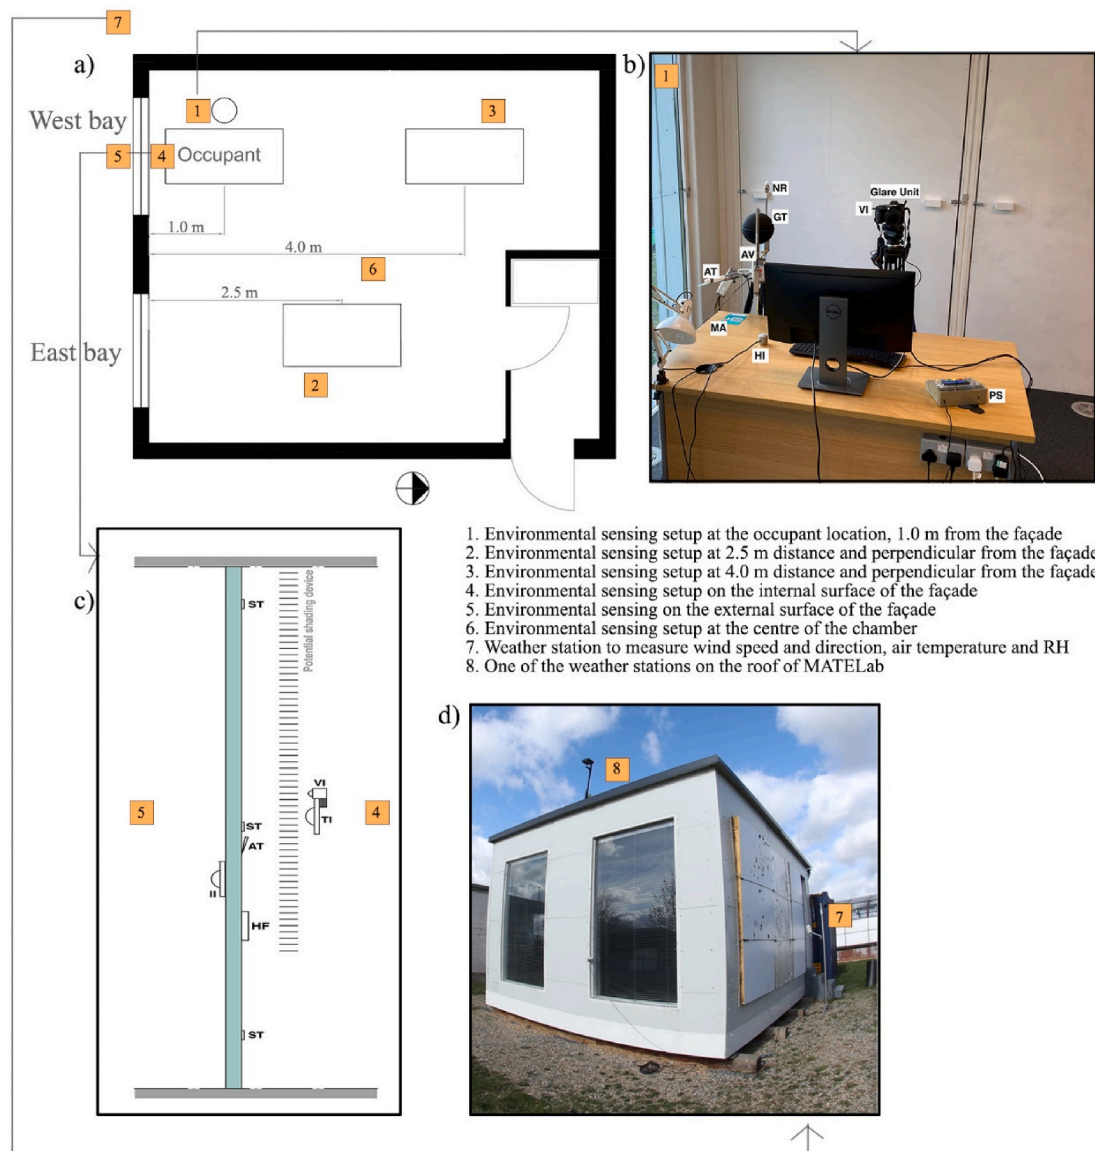 7
a)
West bay
1
3
5
4
Occupant
1.0 m
4.0 m
6
2.5 m
East bay
2
b)
1
NR
Glare Unit
VI
GT
AV
AT
MA
HI
DELL
PS
1. Environmental sensing setup at the occupant location, 1.0 m from the façade
2. Environmental sensing setup at 2.5 m distance and perpendicular from the façade
3. Environmental sensing setup at 4.0 m distance and perpendicular from the façade
4. Environmental sensing setup on the internal surface of the façade
5. Environmental sensing on the external surface of the façade
6. Environmental sensing setup at the centre of the chamber
7. Weather station to measure wind speed and direction, air temperature and RH
8. One of the weather stations on the roof of MATELab
c)
ST
Potential shading device
VI
TI
5
4
ST
AT
II
HF
ST
d)
8
7